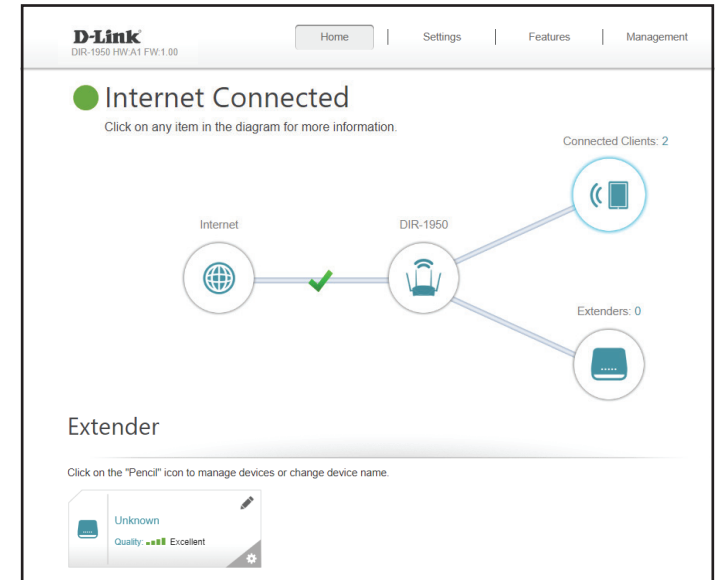 D-Link
DIR-1950 HW:A1 FW:1.00
Home
Settings
Features
Management
Internet Connected
Click on any item in the diagram for more information.
Connected Clients: 2
Internet
DIR-1950
Extenders: 0
Extender
Click on the "Pencil" icon to manage devices or change device name.
Unknown
Quality: Excellent